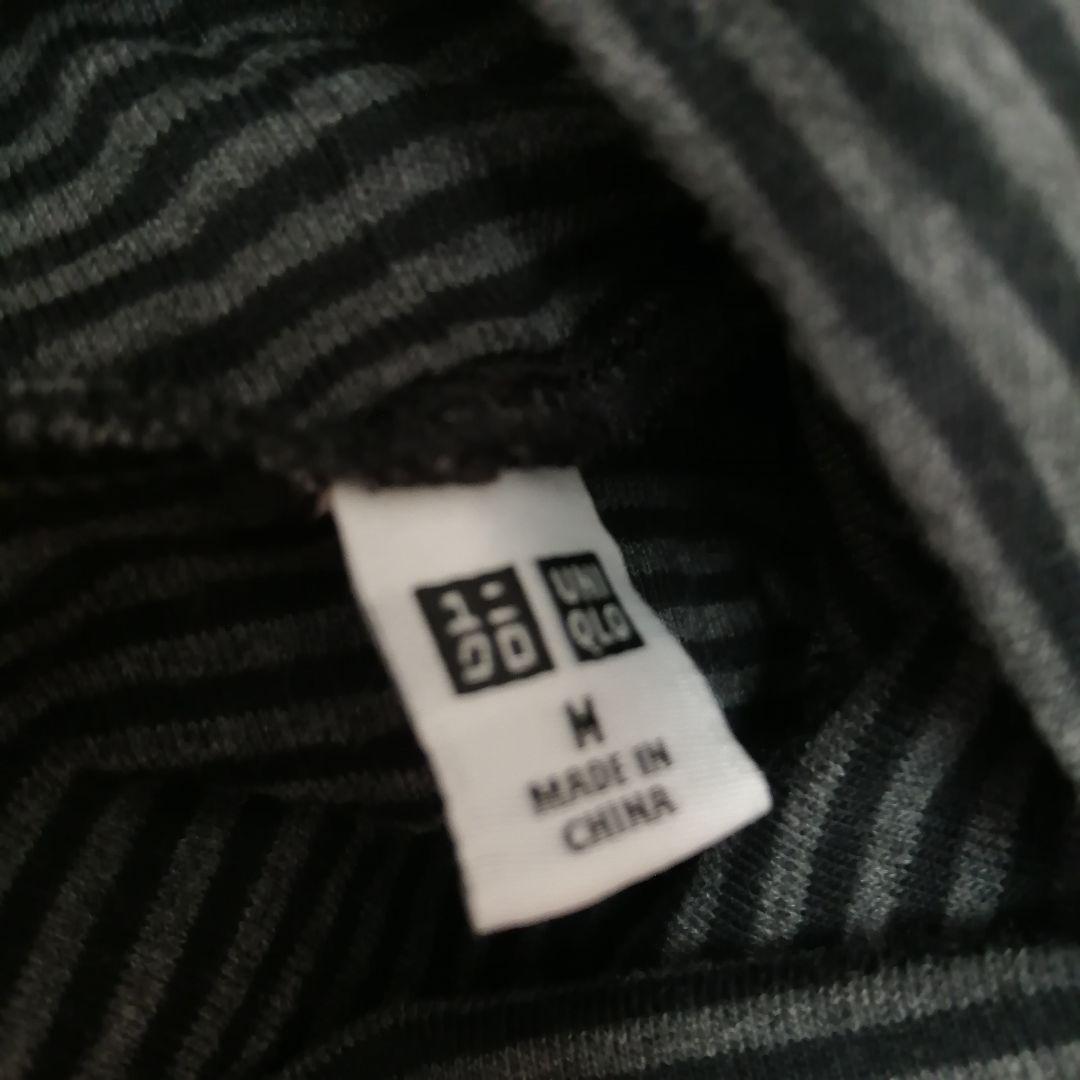 ユニ UNI
クロ QLO
M
MADE IN
CHINA